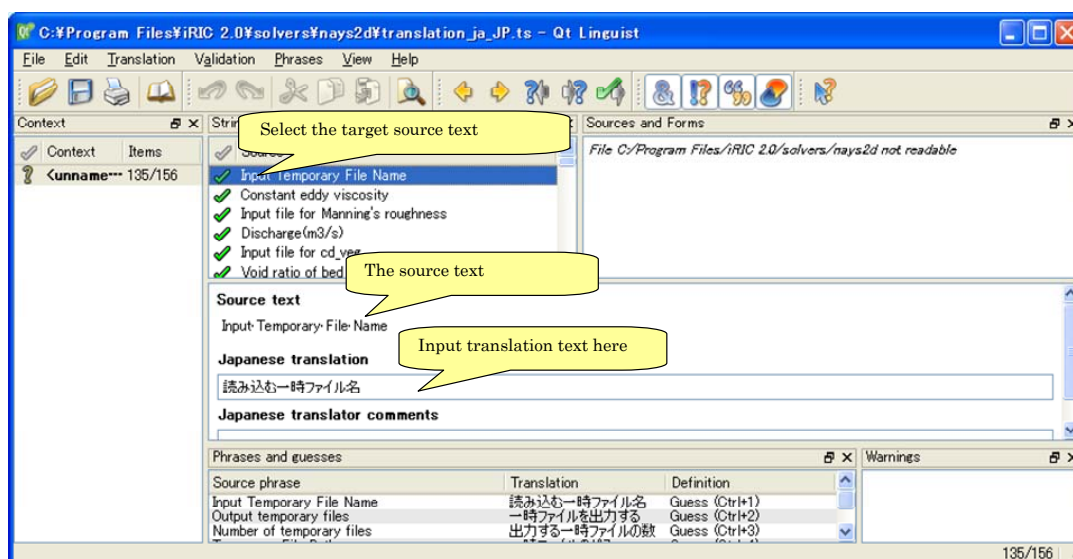 C:¥Program Files¥iRIC 2.0¥solvers¥nays2d¥translation_ja_JP.ts - Qt Linguist
File Edit Translation Validation Phrases View Help
Context
Select the target source text
Sources and Forms
Context Items
File C:/Program Files/iRIC 2.0/solvers/nays2d not readable
<unname... 135/156
Input Temporary File Name
Constant eddy viscosity
Input file for Manning's roughness
Discharge(m3/s)
Input file for cd_veg
Void ratio of bed
The source text
Source text
Input Temporary File Name
Input translation text here
Japanese translation
読み込む一時ファイル名
Japanese translator comments
Phrases and guesses
Warnings
Source phrase Translation Definition
Input Temporary File Name 読み込む一時ファイル名 Guess (Ctrl+1)
Output temporary files 一時ファイルを出力する Guess (Ctrl+2)
Number of temporary files 出力する一時ファイルの数 Guess (Ctrl+3)
135/156